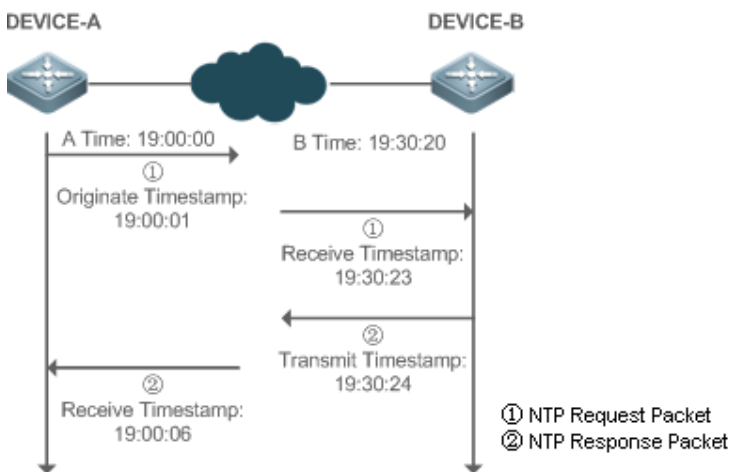 DEVICE-A
DEVICE-B
A Time: 19:00:00
B Time: 19:30:20
①
Originate Timestamp:
19:00:01
①
Receive Timestamp:
19:30:23
②
Transmit Timestamp:
19:30:24
②
Receive Timestamp:
19:00:06
① NTP Request Packet
② NTP Response Packet